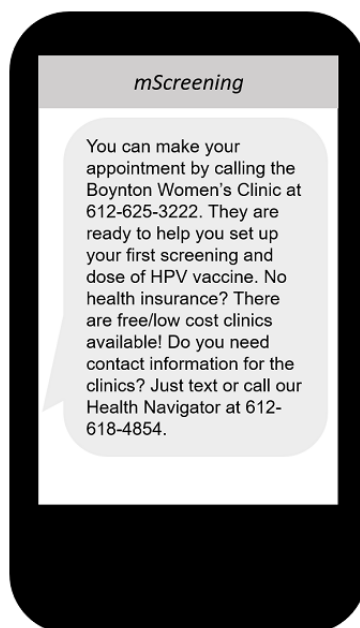 mScreening
You can make your
appointment by calling the
Boynton Women’s Clinic at
612-625-3222. They are
ready to help you set up
your first screening and
dose of HPV vaccine. No
health insurance? There
are free/low cost clinics
available! Do you need
contact information for the
clinics? Just text or call our
Health Navigator at 612-
618-4854.